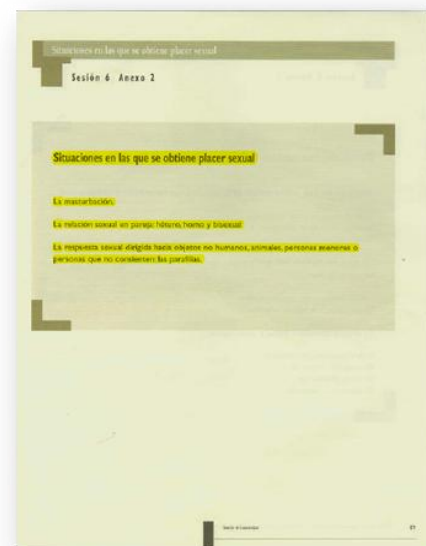 Situaciones en las que se obtiene placer sexual
Sesión 6 Anexo 2
Situaciones en las que se obtiene placer sexual
La masturbación.
La relación sexual en pareja: hétero, homo y bisexual
La respuesta sexual dirigida hacia objetos no humanos, animales, personas menores o
personas que no consienten: las parafilias.